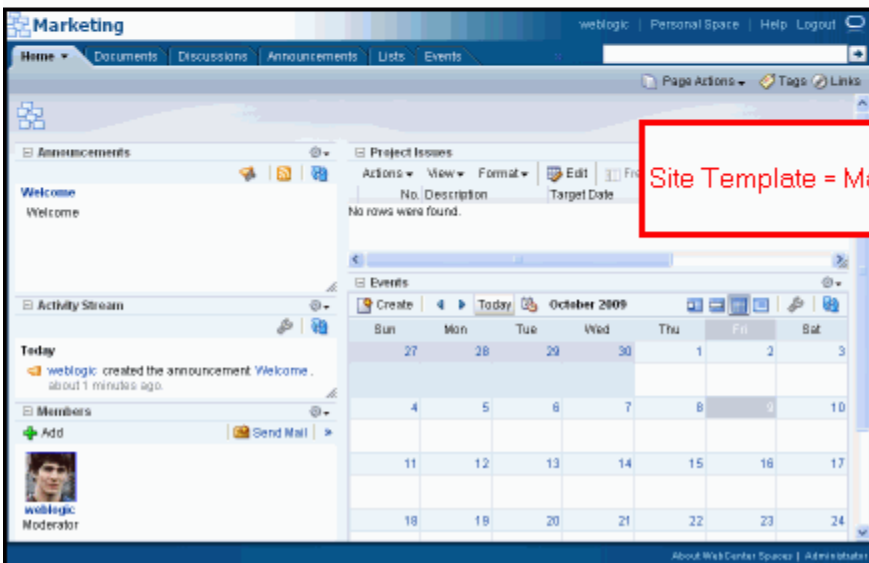 Marketing
weblogic | Personal Space | Help Logout
Home Documents Discussions Announcements Lists Events
Page Actions Tags Links
Announcements
Welcome
Welcome
Activity Stream
Today
weblogic created the announcement Welcome.
about 1 minutes ago.
Members
Add Send Mail »
weblogic
Moderator
Project Issues
Actions View Format Edit
No. Description Target Date
No rows were found.
Site Template =
Events
Create Today October 2009
Sun Mon Tue Wed Thu Fri Sat
27 28 29 30 1 2 3
4 5 6 7 8 9 10
11 12 13 14 15 16 17
18 19 20 21 22 23 24
About WebCenter Spaces | Administrator